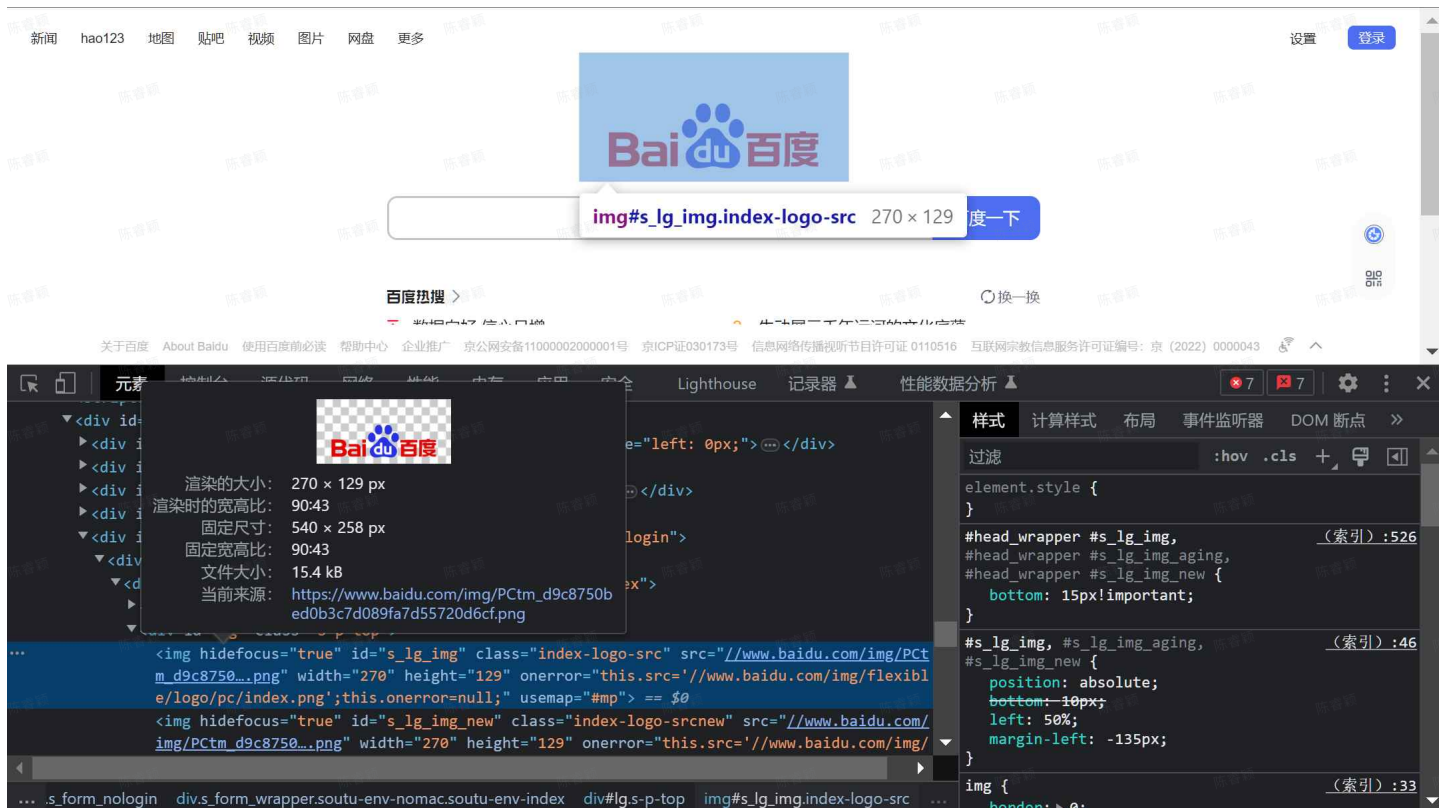 新闻 hao123 地图 贴吧 视频 图片 网盘 更多 设置 登录
Bai du 百度
img#s_lg_img.index-logo-src 270 × 129 度一下
百度热搜 换一换
关于百度 About Baidu 使用百度前必读 帮助中心 企业推广 京公网安备11000002000001号 京ICP证030173号 信息网络传播视听节目许可证 0110516 互联网宗教信息服务许可证编号：京（2022）0000043
元素 Lighthouse 记录器 性能数据分析 7 7
<div id=
<div i e="left: 0px;">…</div>
<div i
<div i …</div>
<div i
<div i login">
<div
<d ex">
Bai du 百度
渲染的大小： 270 × 129 px
渲染时的宽高比： 90:43
固定尺寸： 540 × 258 px
固定宽高比： 90:43
文件大小： 15.4 kB
当前来源： https://www.baidu.com/img/PCtm_d9c8750b
ed0b3c7d089fa7d55720d6cf.png
<img hidefocus="true" id="s_lg_img" class="index-logo-src" src="//www.baidu.com/img/PCt
m_d9c8750….png" width="270" height="129" onerror="this.src='//www.baidu.com/img/flexibl
e/logo/pc/index.png';this.onerror=null;" usemap="#mp"> == $0
<img hidefocus="true" id="s_lg_img_new" class="index-logo-srcnew" src="//www.baidu.com/
img/PCtm_d9c8750….png" width="270" height="129" onerror="this.src='//www.baidu.com/img/
... .s_form_nologin div.s_form_wrapper.soutu-env-nomac.soutu-env-index div#lg.s-p-top img#s_lg_img.index-logo-src ...
样式 计算样式 布局 事件监听器 DOM 断点 »
过滤 :hov .cls +
element.style {
}
#head_wrapper #s_lg_img, （索引）:526
#head_wrapper #s_lg_img_aging,
#head_wrapper #s_lg_img_new {
bottom: 15px!important;
}
#s_lg_img, #s_lg_img_aging, （索引）:46
#s_lg_img_new {
position: absolute;
bottom: 10px;
left: 50%;
margin-left: -135px;
}
img { （索引）:33
陈睿颖